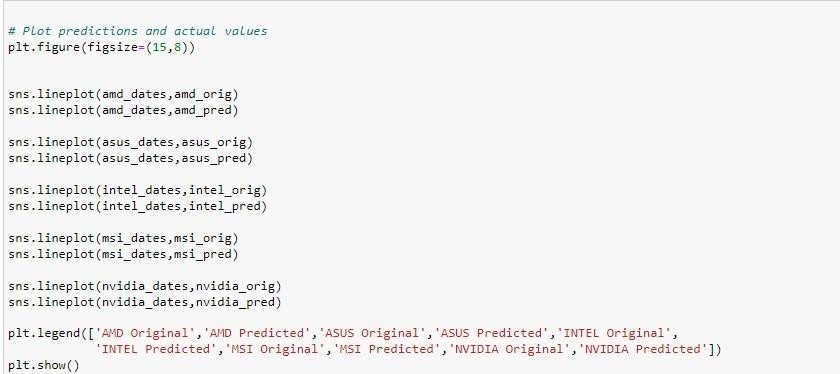 # Plot predictions and actual values
plt.figure(figsize=(15,8))
sns.lineplot(amd_dates,amd_orig)
sns.lineplot(amd_dates,amd_pred)
sns.lineplot(asus_dates,asus_orig)
sns.lineplot(asus_dates,asus_pred)
sns.lineplot(intel_dates,intel_orig)
sns.lineplot(intel_dates,intel_pred)
sns.lineplot(msi_dates,msi_orig)
sns.lineplot(msi_dates,msi_pred)
sns.lineplot(nvidia_dates,nvidia_orig)
sns.lineplot(nvidia_dates,nvidia_pred)
plt.legend(['AMD Original','AMD Predicted','ASUS Original','ASUS Predicted','INTEL Original',
'INTEL Predicted','MSI Original','MSI Predicted','NVIDIA Original','NVIDIA Predicted'])
plt.show()